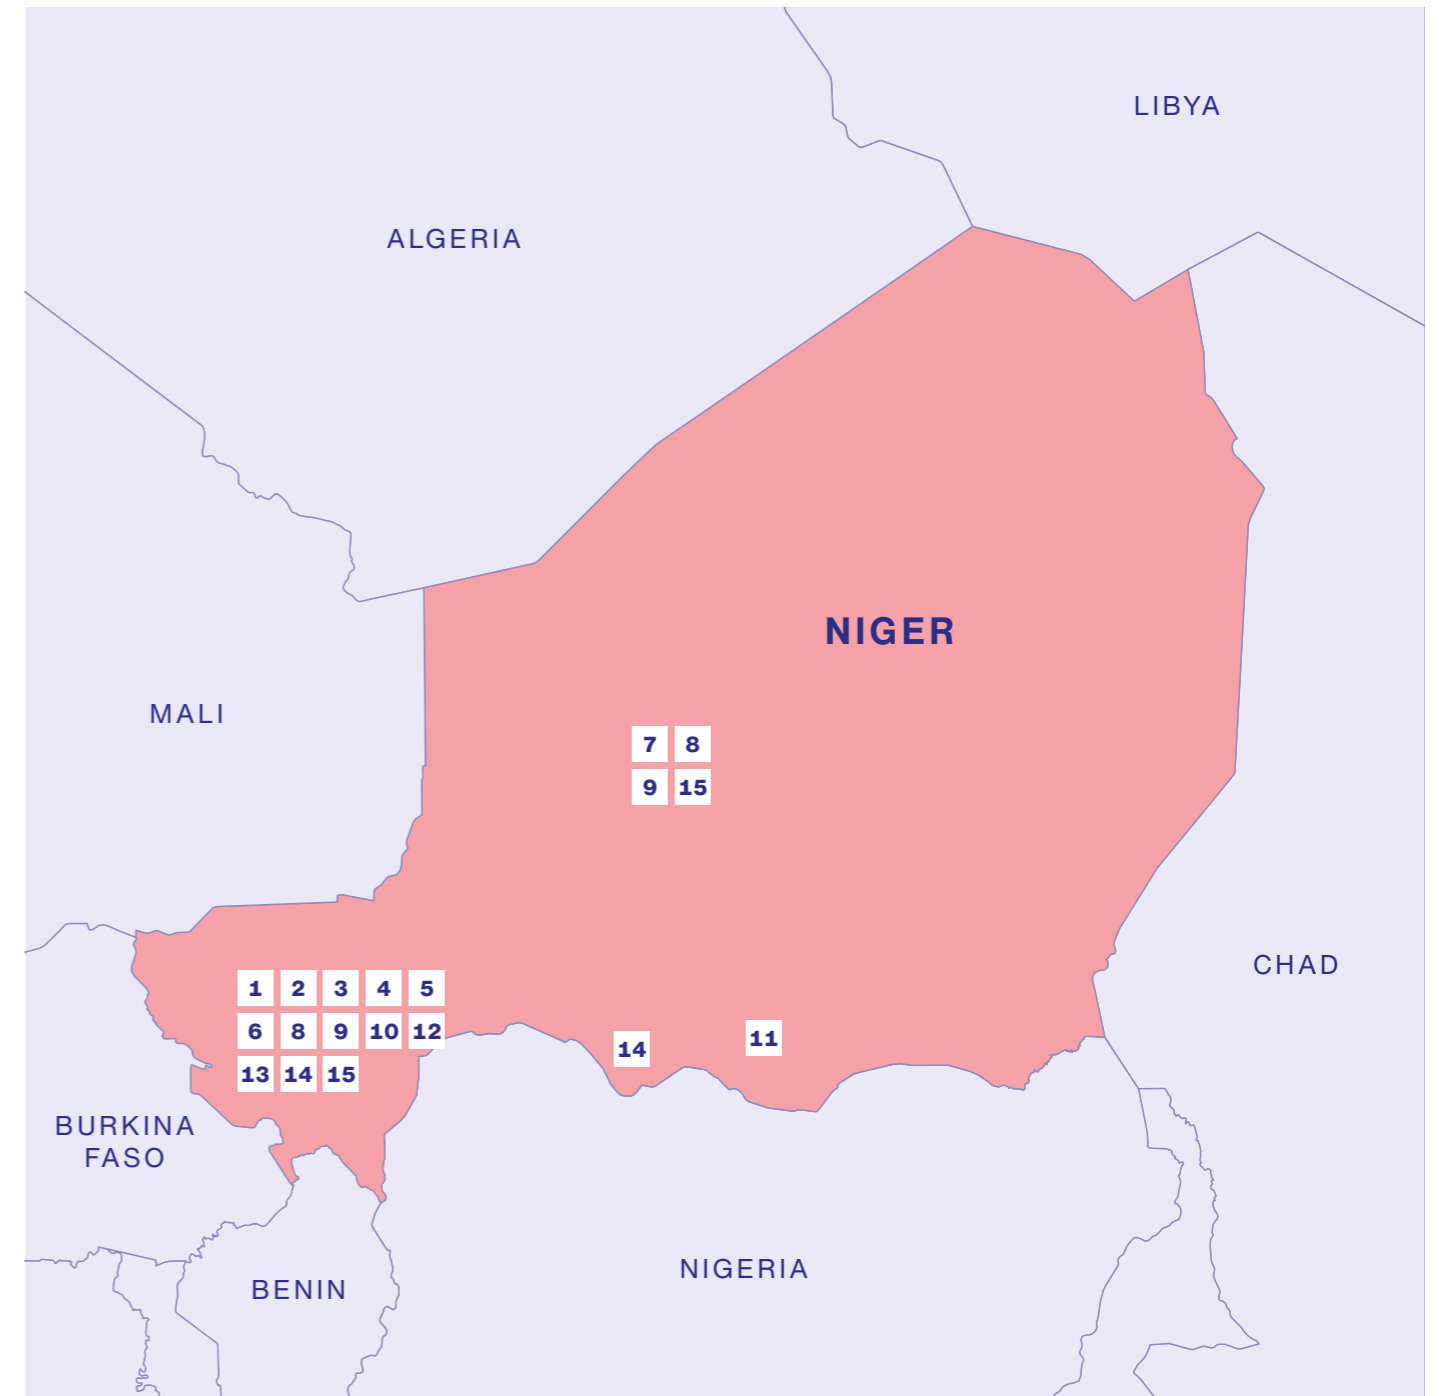 LIBYA
ALGERIA
NIGER
MALI
7 8
9 15
CHAD
1 2 3 4 5
6 8 9 10 12
13 14 15
14
11
BURKINA
FASO
NIGERIA
BENIN